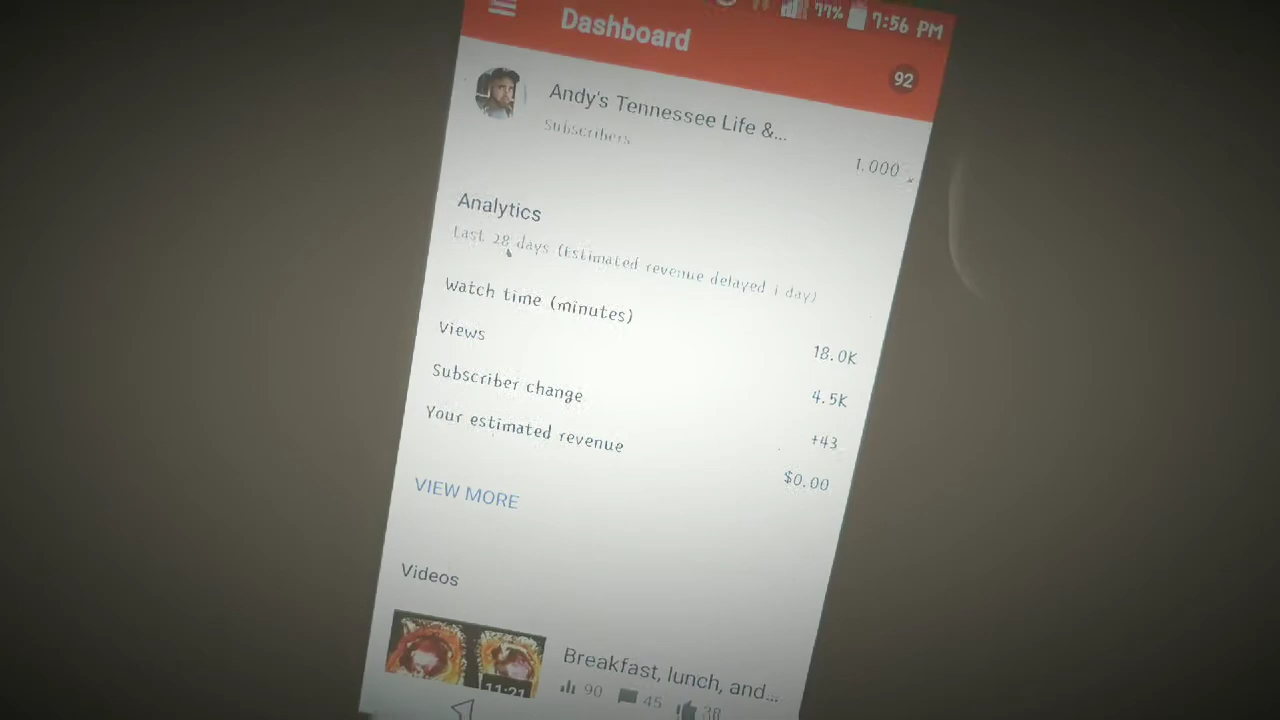 77% 7:56 PM
Dashboard
92
Andy's Tennessee Life &...
Subscribers
1,000
Analytics
Last 28 days (Estimated revenue delayed 1 day)
Watch time (minutes)
18.0K
Views
4.5K
Subscriber change
+43
Your estimated revenue
$0.00
VIEW MORE
Videos
11:21
Breakfast, lunch, and...
90 45 38